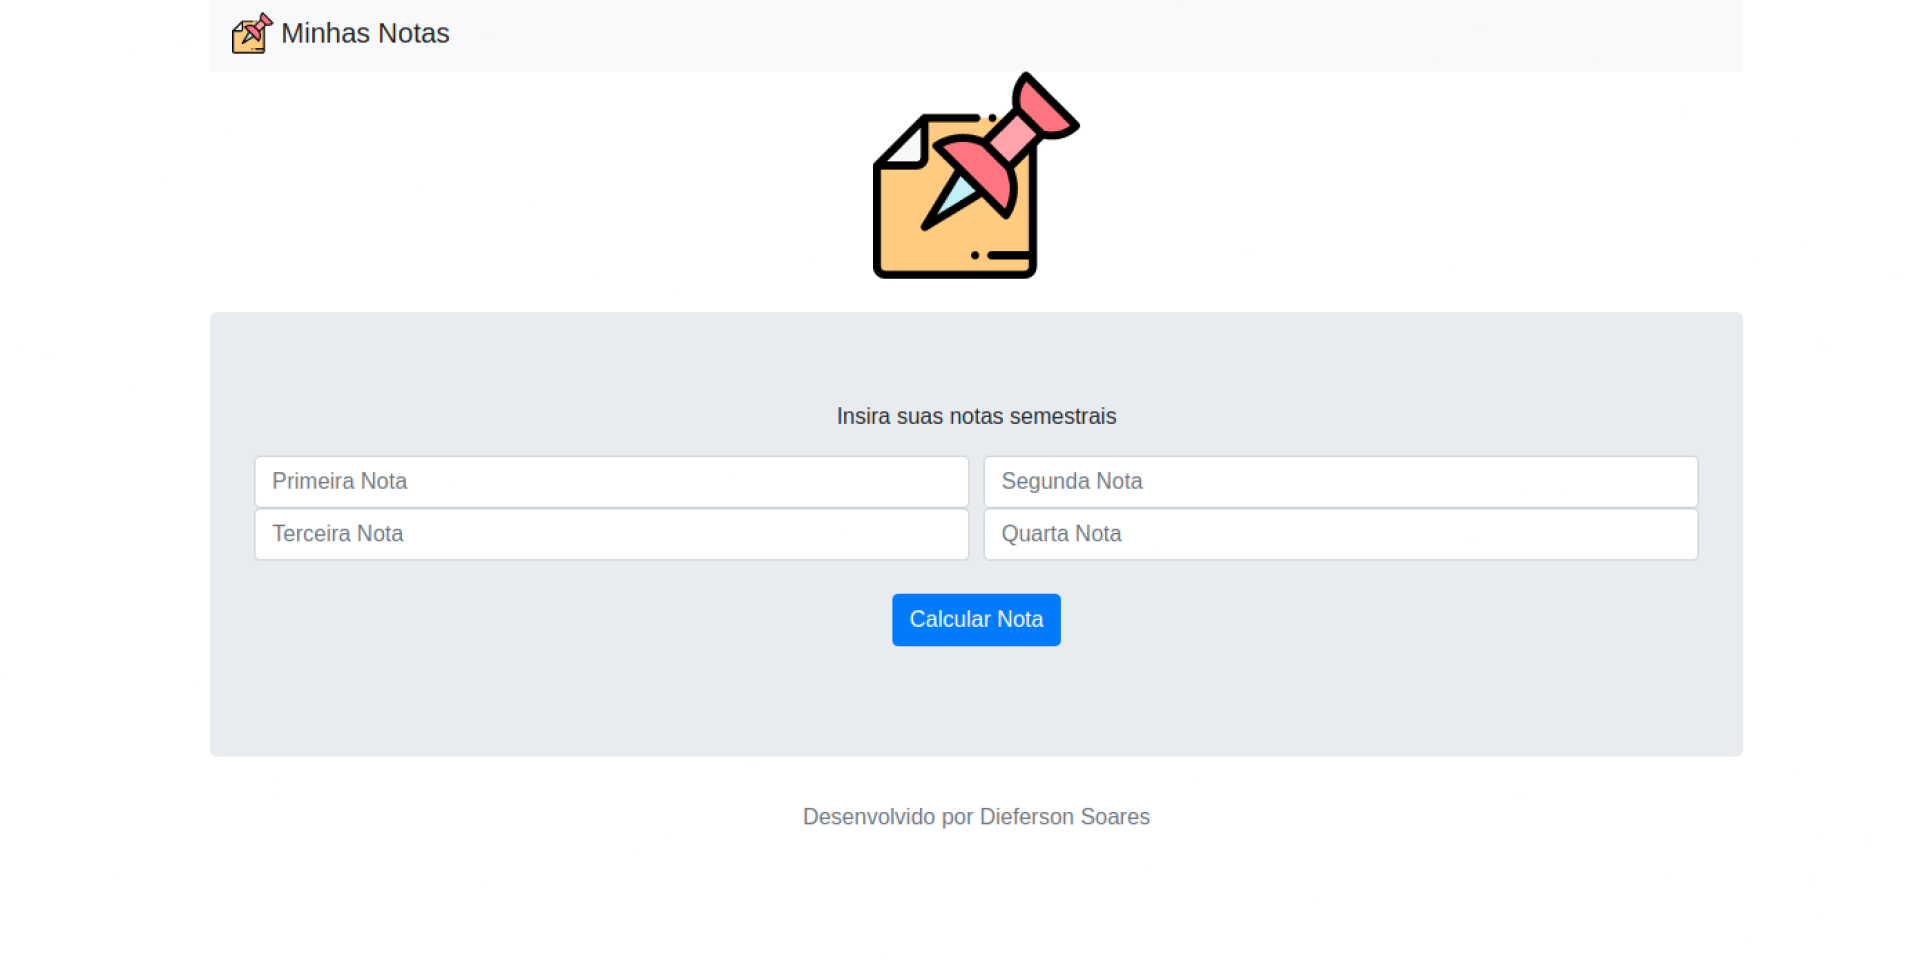 Minhas Notas
Insira suas notas semestrais
Primeira Nota
Segunda Nota
Terceira Nota
Quarta Nota
Calcular Nota
Desenvolvido por Dieferson Soares